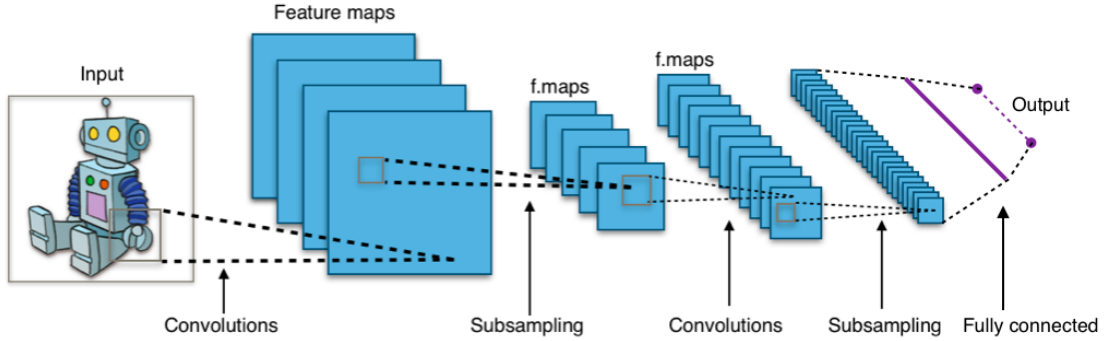 Feature maps
Input
f.maps
f.maps
Output
Convolutions
Subsampling
Convolutions
Subsampling
Fully connected